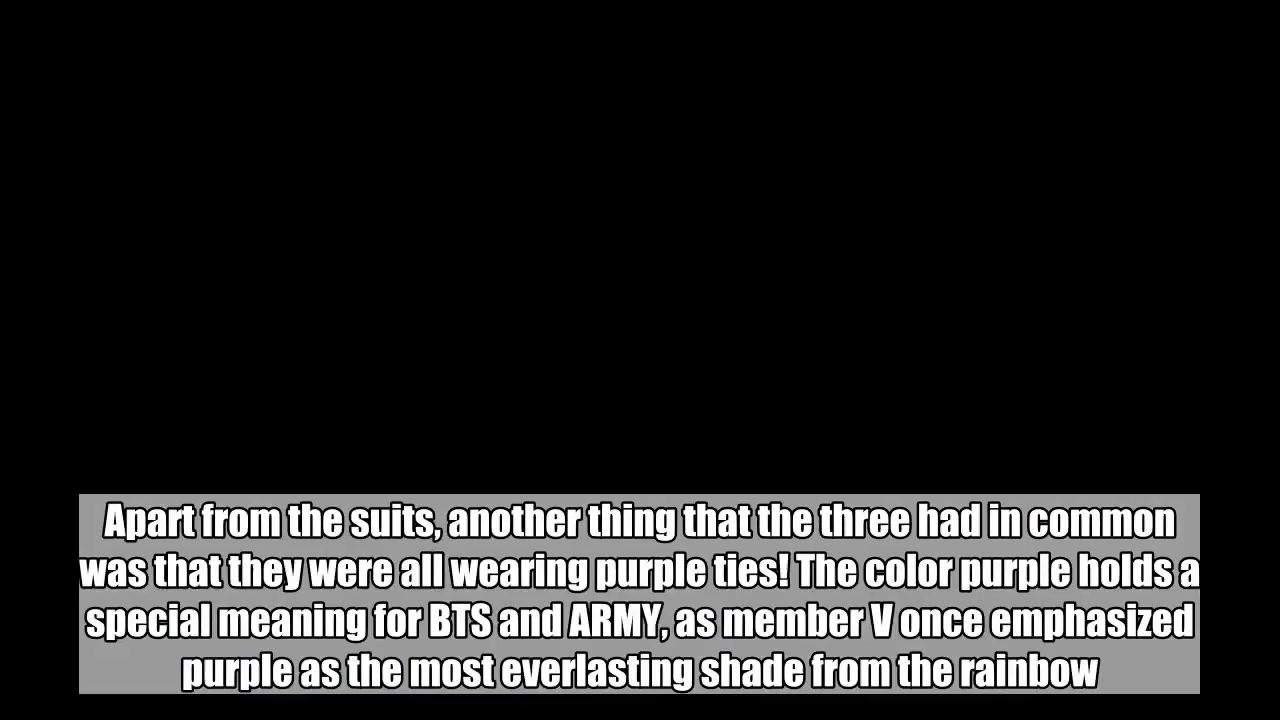 Apart from the suits, another thing that the three had in common
was that they were all wearing purple ties! The color purple holds a
special meaning for BTS and ARMY, as member V once emphasized
purple as the most everlasting shade from the rainbow